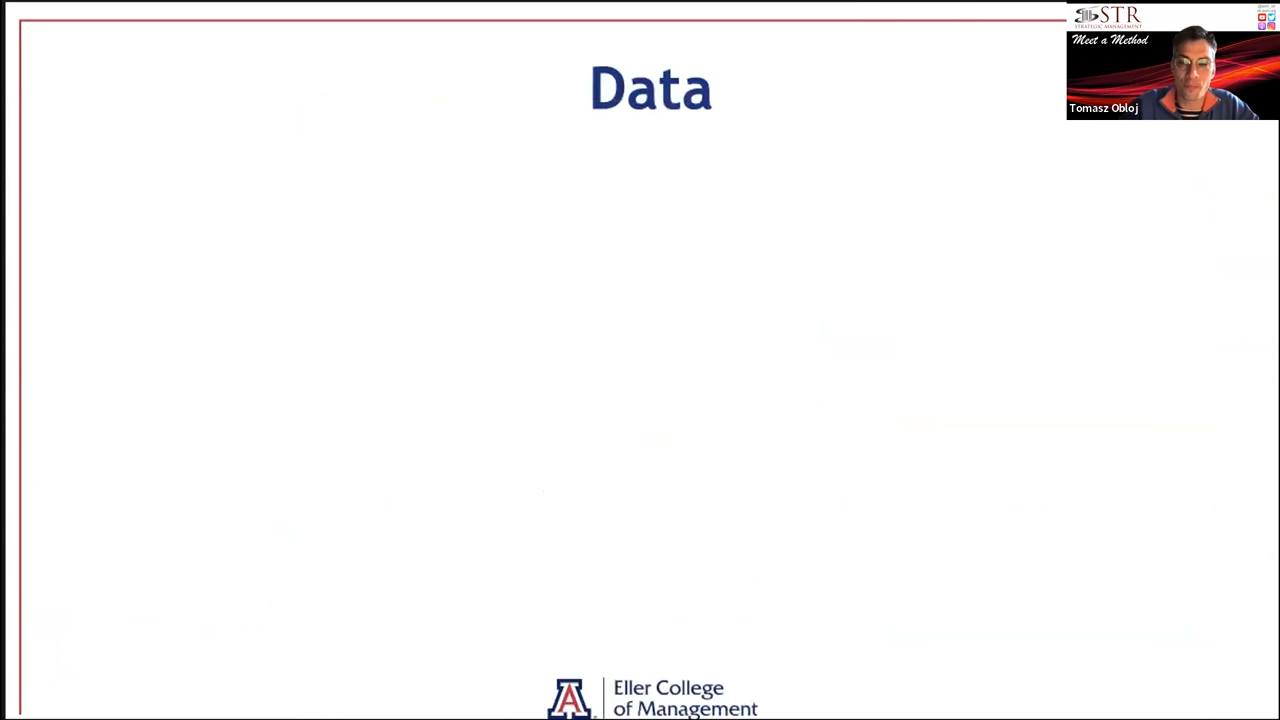 Data
STR
STRATEGIC MANAGEMENT
Meet a Method
Tomasz Obloj
A
Eller College
of Management